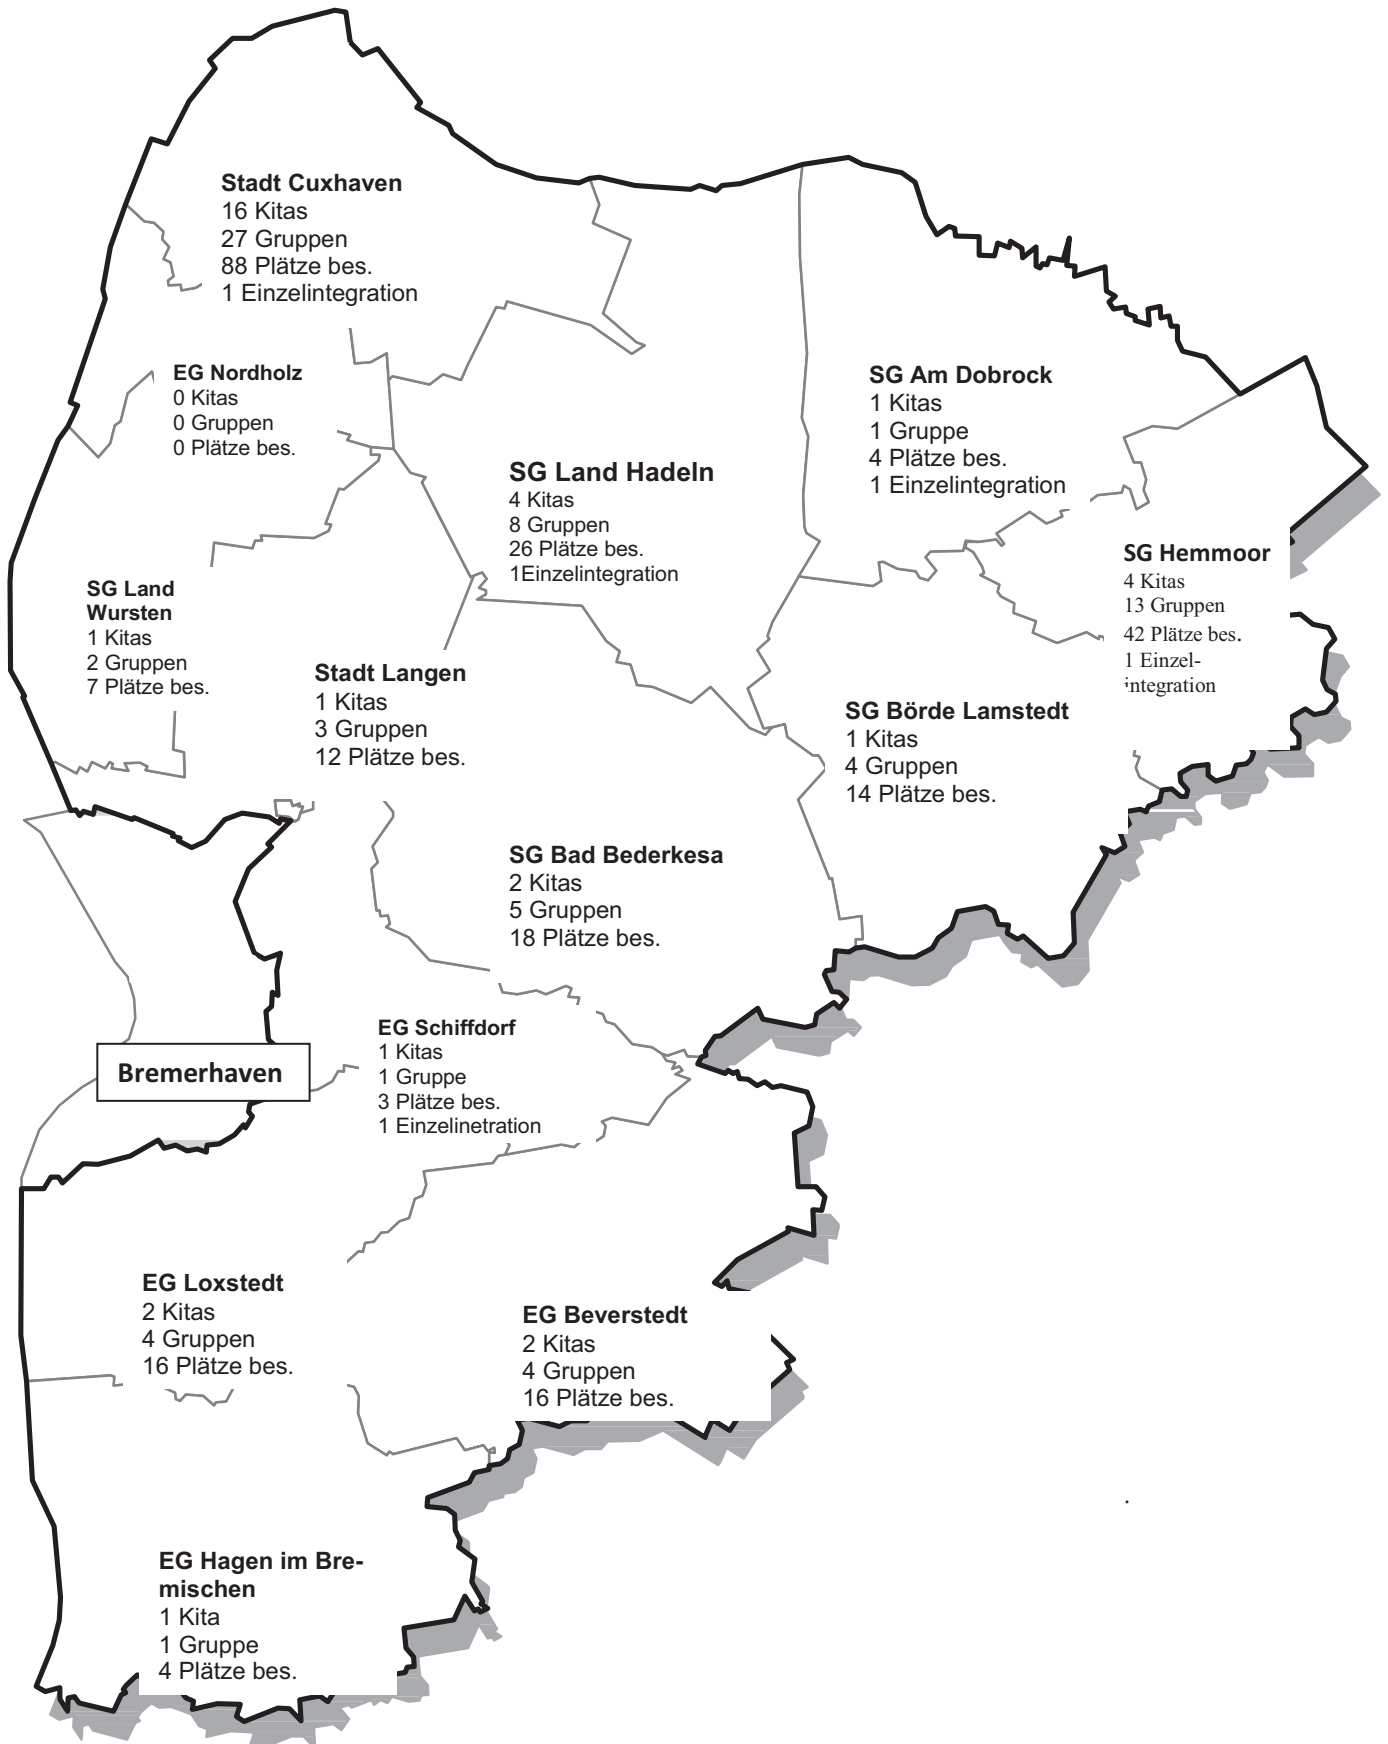 Stadt Cuxhaven
16 Kitas
27 Gruppen
88 Plätze bes.
1 Einzelintegration
EG Nordholz
0 Kitas
0 Gruppen
0 Plätze bes.
SG Am Dobrock
1 Kitas
1 Gruppe
4 Plätze bes.
1 Einzelintegration
SG Land Hadeln
4 Kitas
8 Gruppen
26 Plätze bes.
1Einzelintegration
SG Hemmoor
4 Kitas
13 Gruppen
42 Plätze bes.
1 Einzel-
integration
SG Land
Wursten
1 Kitas
2 Gruppen
7 Plätze bes.
Stadt Langen
1 Kitas
3 Gruppen
12 Plätze bes.
SG Börde Lamstedt
1 Kitas
4 Gruppen
14 Plätze bes.
SG Bad Bederkesa
2 Kitas
5 Gruppen
18 Plätze bes.
EG Schiffdorf
1 Kitas
1 Gruppe
3 Plätze bes.
1 Einzelinetration
Bremerhaven
EG Loxstedt
2 Kitas
4 Gruppen
16 Plätze bes.
EG Beverstedt
2 Kitas
4 Gruppen
16 Plätze bes.
EG Hagen im Bre-
mischen
1 Kita
1 Gruppe
4 Plätze bes.